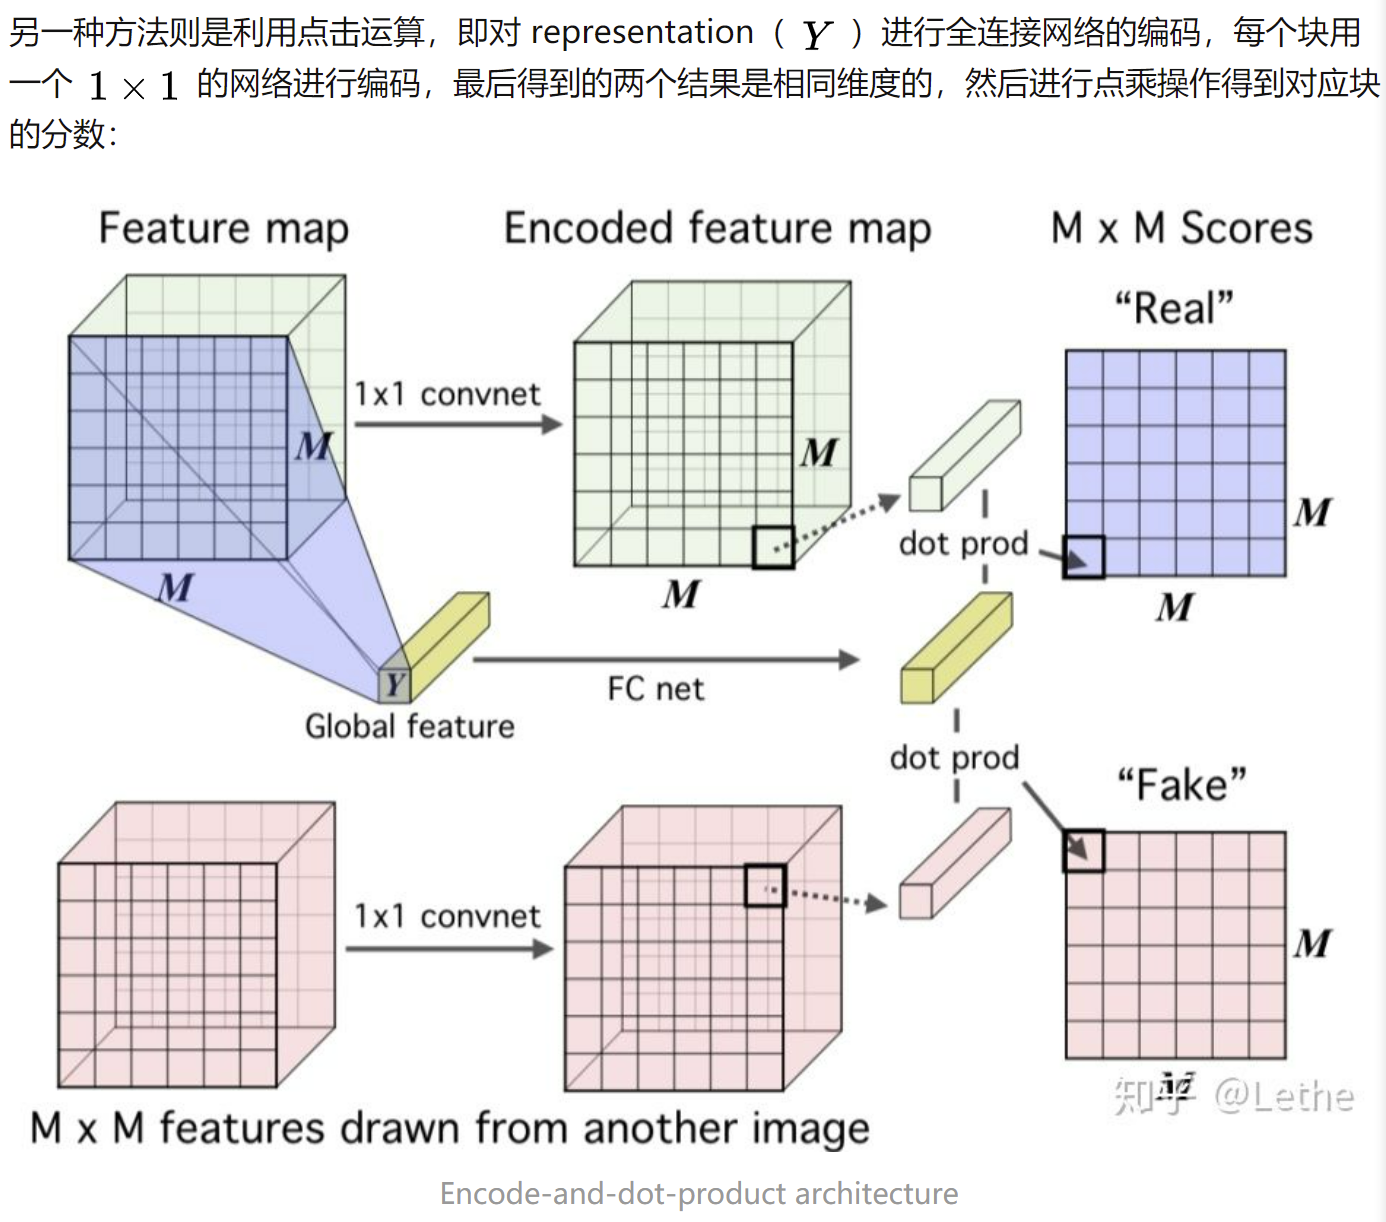 另一种方法则是利用点击运算，即对 representation（ Y ）进行全连接网络的编码，每个块用
一个 1 × 1 的网络进行编码，最后得到的两个结果是相同维度的，然后进行点乘操作得到对应块
的分数：
Feature map
Encoded feature map
M x M Scores
“Real”
1x1 convnet
M
M
M
dot prod
M
M
M
Y
FC net
Global feature
dot prod
“Fake”
1x1 convnet
M
M
知乎 @Lethe
M x M features drawn from another image
Encode-and-dot-product architecture